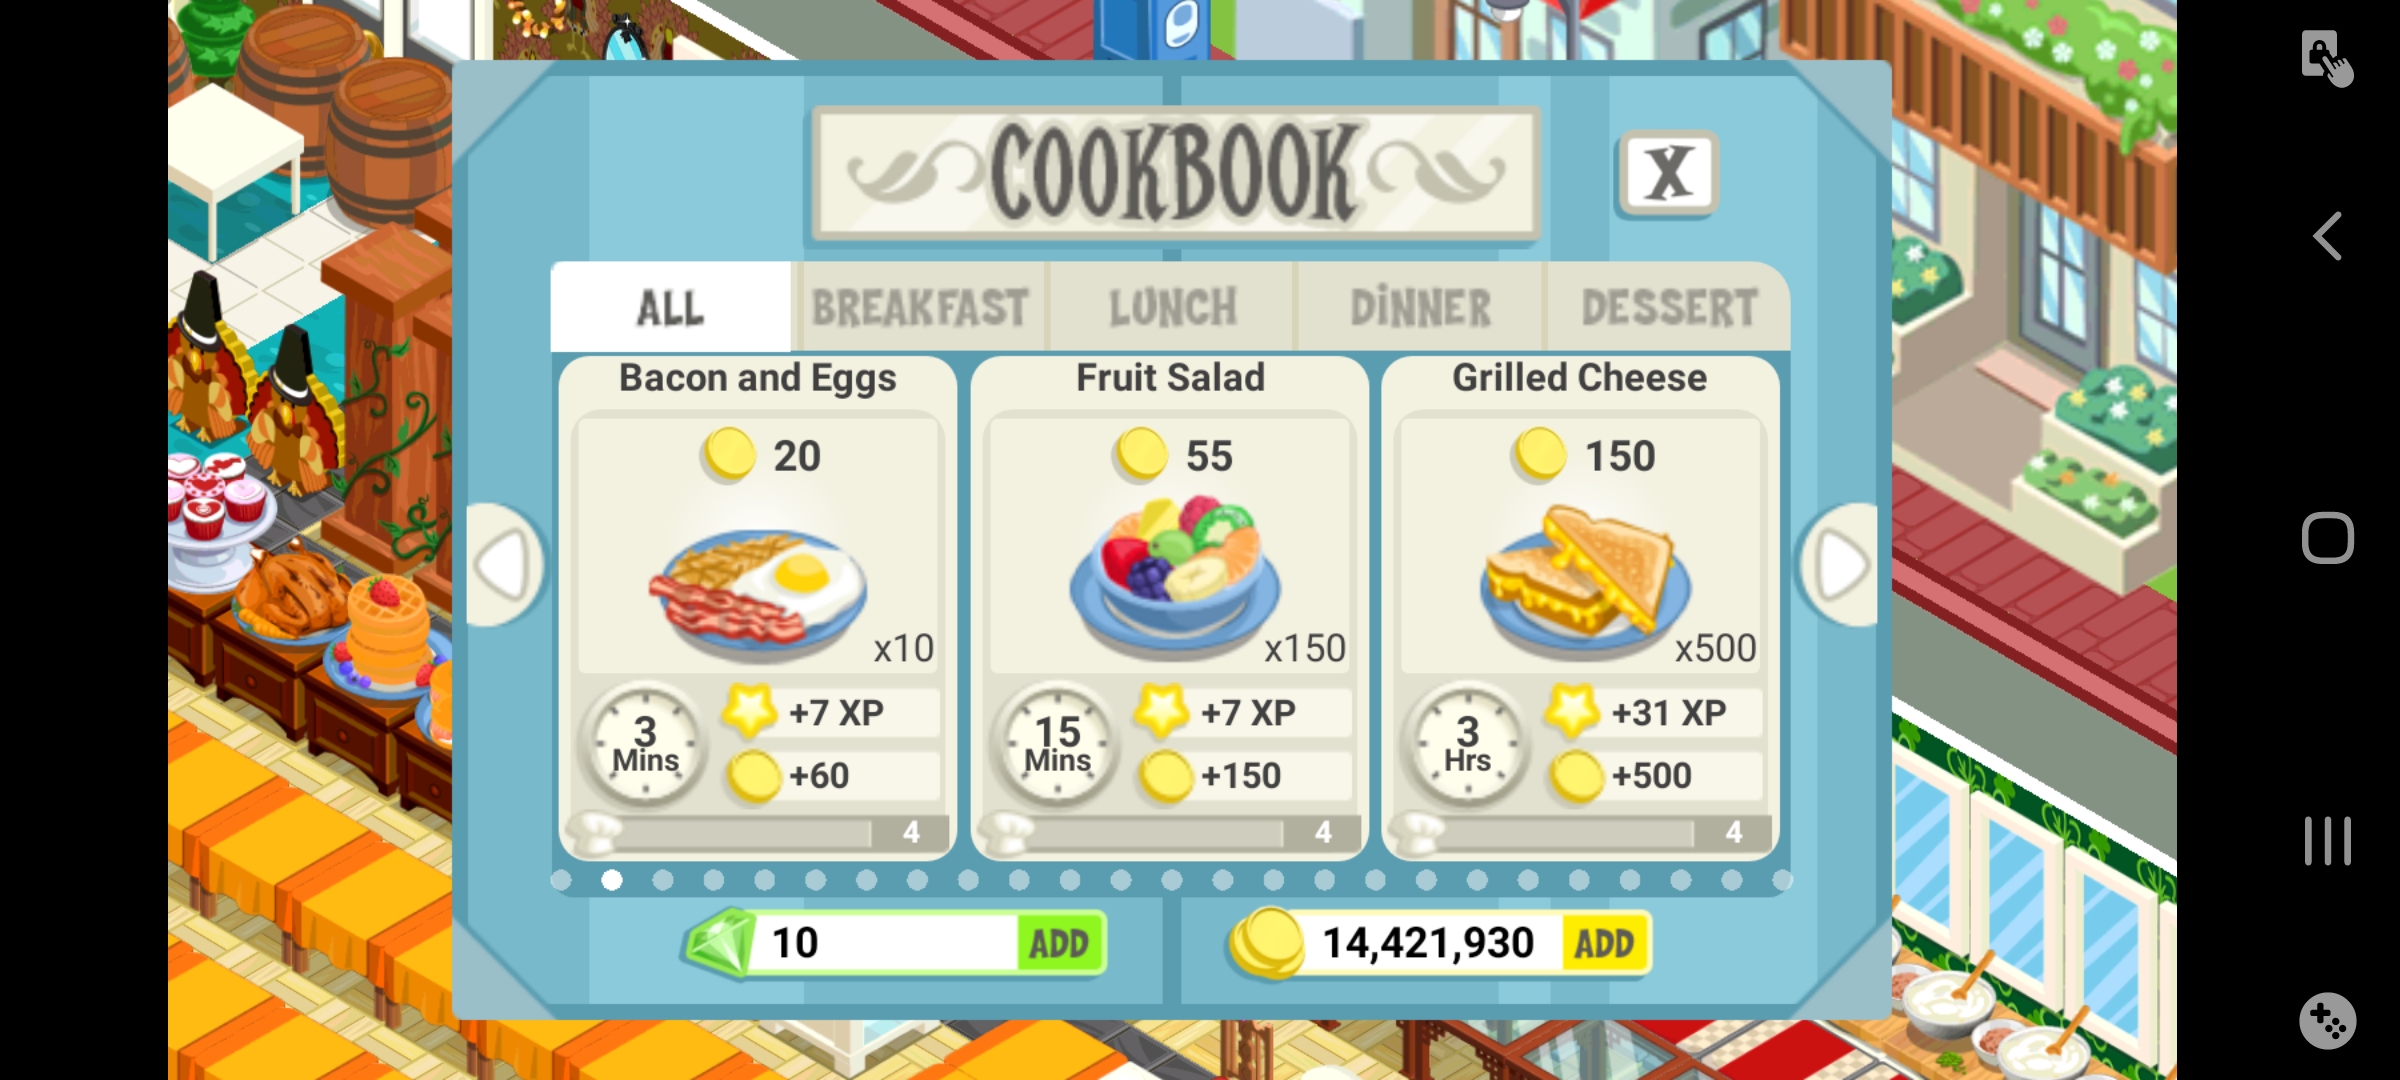 COOKBOOK
X
ALL BREAKFAST LUNCH DINNER DESSERT
Bacon and Eggs
20
x10
3 Mins
+7 XP
+60
4
Fruit Salad
55
x150
15 Mins
+7 XP
+150
4
Grilled Cheese
150
x500
3 Hrs
+31 XP
+500
4
10 ADD
14,421,930 ADD